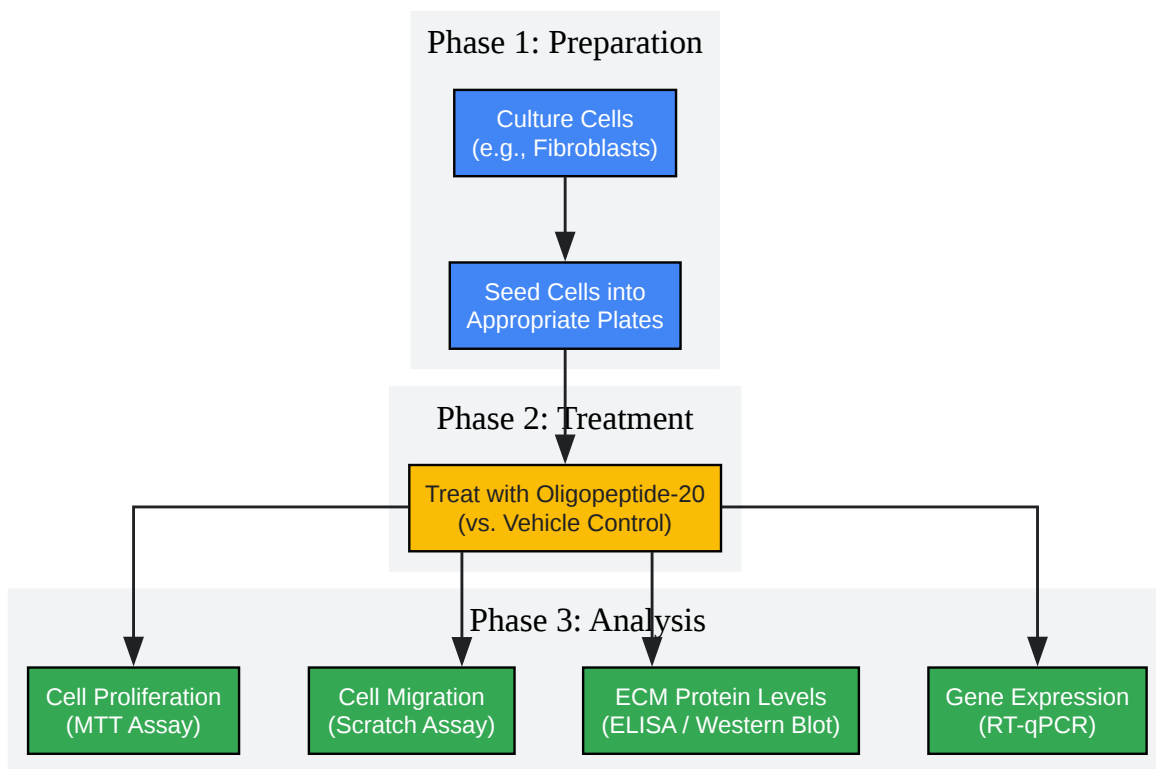 Phase 1: Preparation
Culture Cells
(e.g., Fibroblasts)
Seed Cells into
Appropriate Plates
Phase 2: Treatment
Treat with Oligopeptide-20
(vs. Vehicle Control)
Phase 3: Analysis
Cell Proliferation
(MTT Assay)
Cell Migration
(Scratch Assay)
ECM Protein Levels
(ELISA / Western Blot)
Gene Expression
(RT-qPCR)